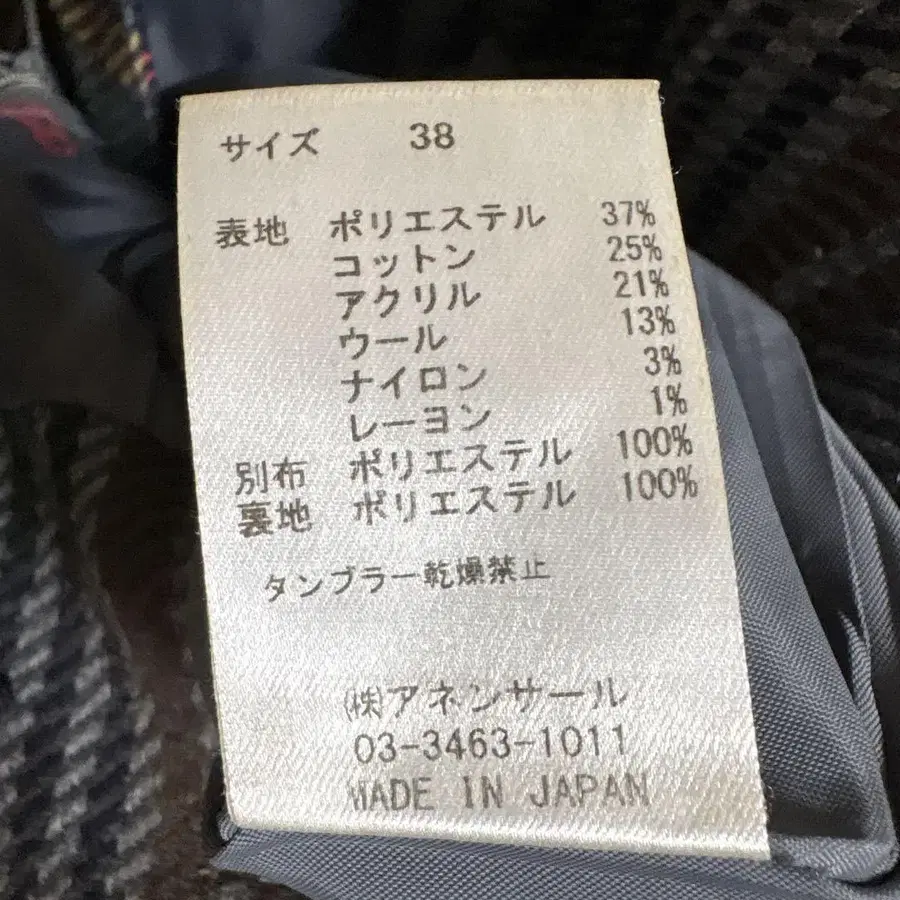 サイズ 38
表地 ポリエステル 37%
コットン 25%
アクリル 21%
ウール 13%
ナイロン 3%
レーヨン 1%
別布 ポリエステル 100%
裏地 ポリエステル 100%
タンブラー乾燥禁止
㈱アネンサール
03-3463-1011
MADE IN JAPAN